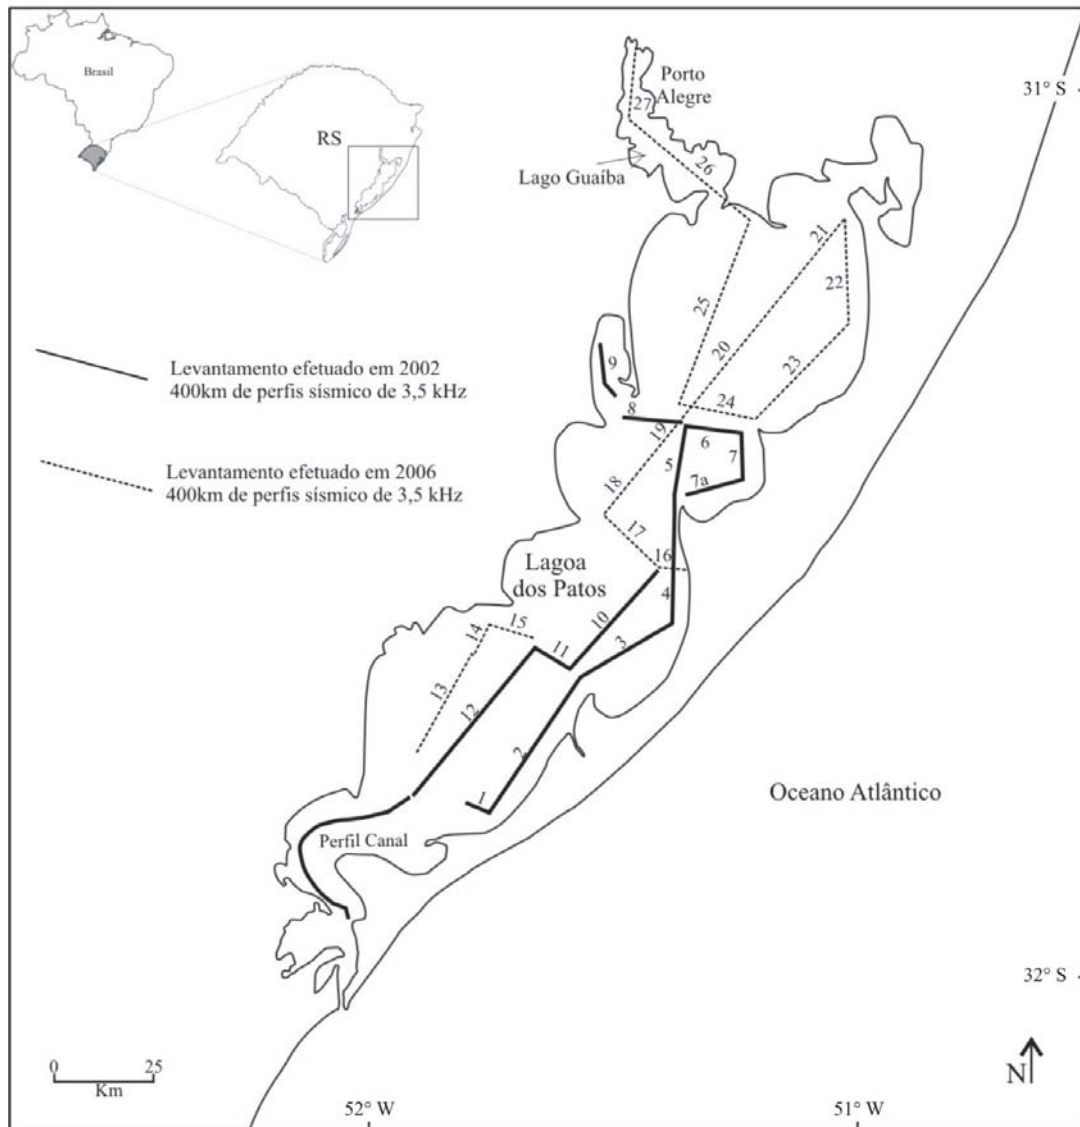 Brasil
RS
Porto
Alegre
31° S
27
Lago Guaíba
26
21
22
25
20
23
9
24
8
19
6
5
7
7a
18
17
16
4
Levantamento efetuado em 2002
400km de perfis sísmico de 3,5 kHz
Levantamento efetuado em 2006
400km de perfis sísmico de 3,5 kHz
Lagoa
dos Patos
10
3
15
14
11
13
12
2
1
Oceano Atlântico
Perfil Canal
32° S
0 25
Km
N
52° W
51° W